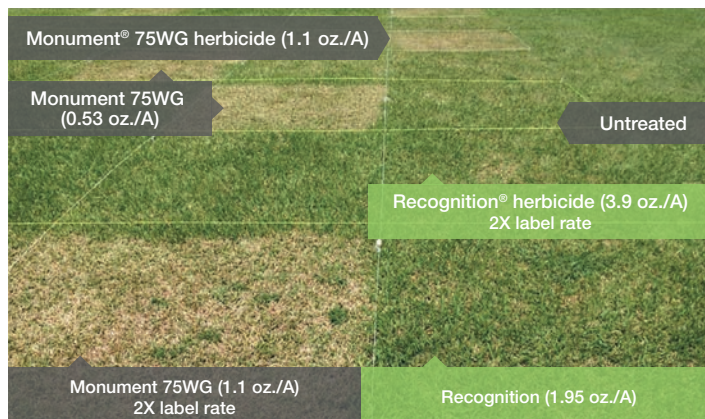 Monument® 75WG herbicide (1.1 oz./A)
Monument 75WG
(0.53 oz./A)
Untreated
Recognition® herbicide (3.9 oz./A)
2X label rate
Monument 75WG (1.1 oz./A)
2X label rate
Recognition (1.95 oz./A)